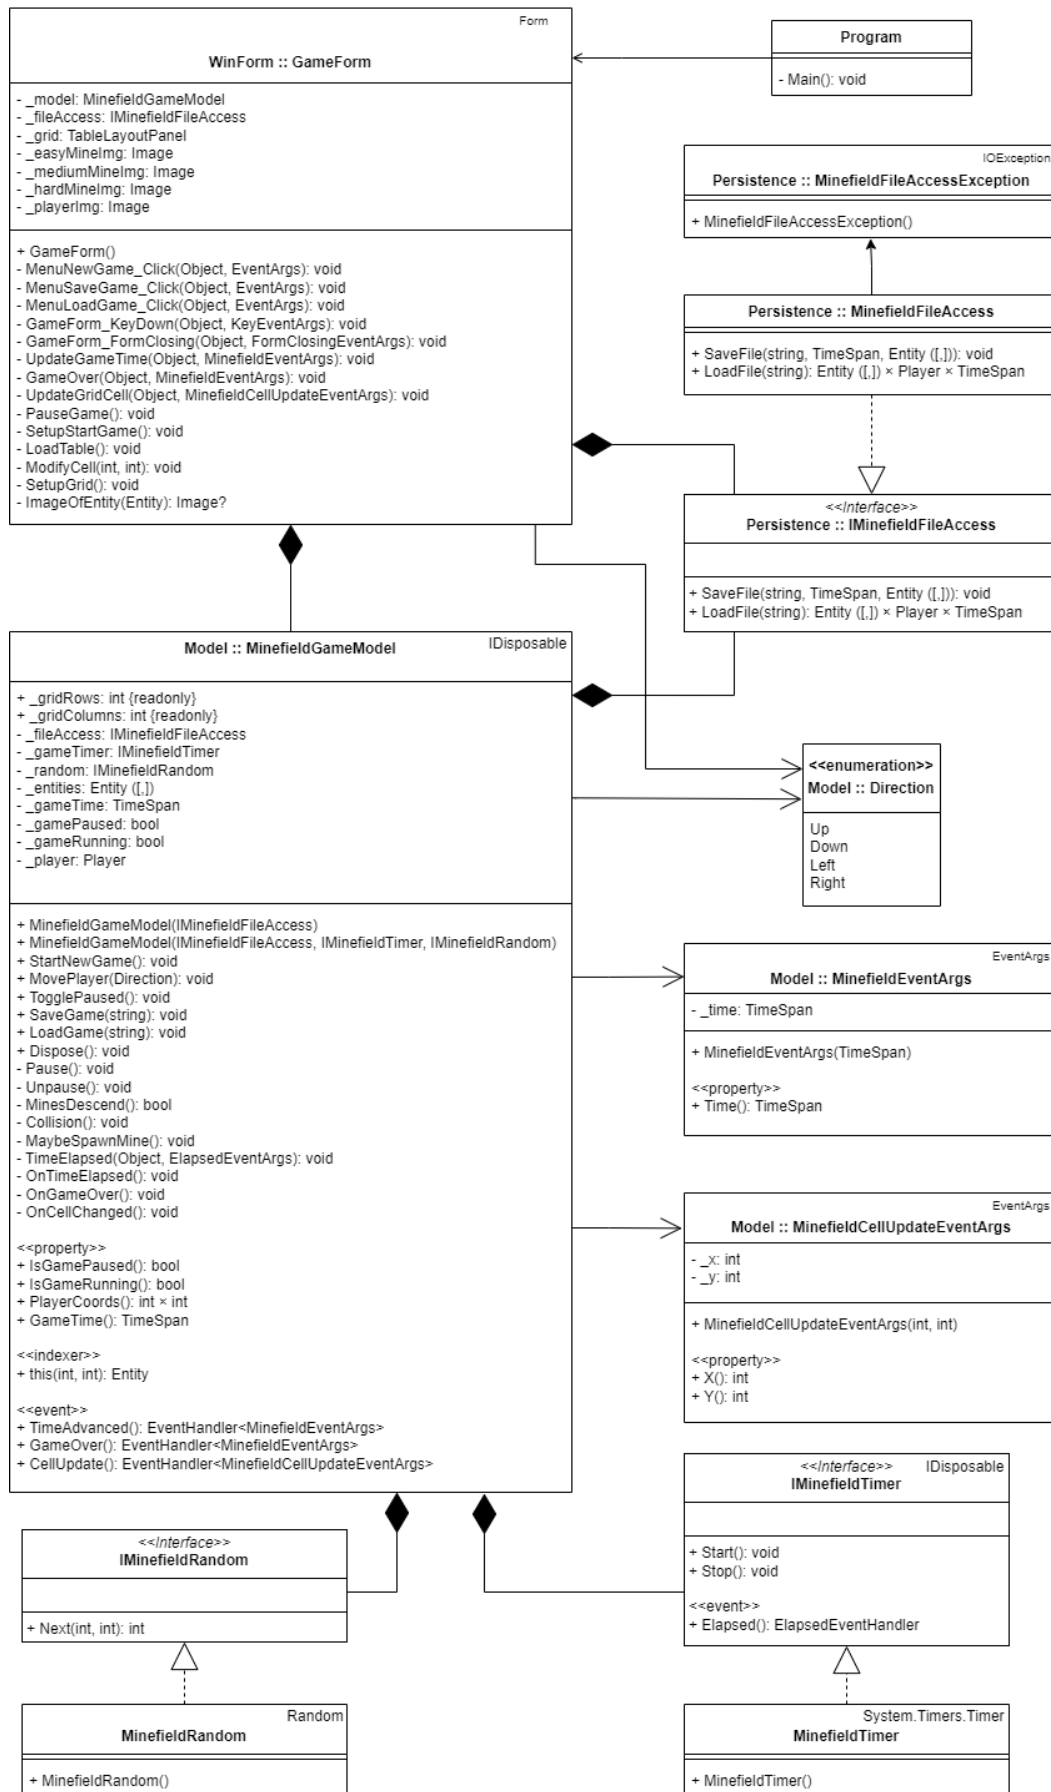 Form
WinForm :: GameForm
- _model: MinefieldGameModel
- _fileAccess: IMinefieldFileAccess
- _grid: TableLayoutPanel
- _easyMineImg: Image
- _mediumMineImg: Image
- _hardMineImg: Image
- _playerImg: Image
+ GameForm()
- MenuNewGame_Click(Object, EventArgs): void
- MenuSaveGame_Click(Object, EventArgs): void
- MenuLoadGame_Click(Object, EventArgs): void
- GameForm_KeyDown(Object, KeyEventArgs): void
- GameForm_FormClosing(Object, FormClosingEventArgs): void
- UpdateGameTime(Object, MinefieldEventArgs): void
- GameOver(Object, MinefieldEventArgs): void
- UpdateGridCell(Object, MinefieldCellUpdateEventArgs): void
- PauseGame(): void
- SetupStartGame(): void
- LoadTable(): void
- ModifyCell(int, int): void
- SetupGrid(): void
- ImageOfEntity(Entity): Image?
Program
- Main(): void
IOException
Persistence :: MinefieldFileAccessException
+ MinefieldFileAccessException()
Persistence :: MinefieldFileAccess
+ SaveFile(string, TimeSpan, Entity ([,])): void
+ LoadFile(string): Entity ([,]) × Player × TimeSpan
<<Interface>>
Persistence :: IMinefieldFileAccess
+ SaveFile(string, TimeSpan, Entity ([,])): void
+ LoadFile(string): Entity ([,]) × Player × TimeSpan
IDisposable
Model :: MinefieldGameModel
+ _gridRows: int {readonly}
+ _gridColumns: int {readonly}
- _fileAccess: IMinefieldFileAccess
- _gameTimer: IMinefieldTimer
- _random: IMinefieldRandom
- _entities: Entity ([,])
- _gameTime: TimeSpan
- _gamePaused: bool
- _gameRunning: bool
- _player: Player
+ MinefieldGameModel(IMinefieldFileAccess)
+ MinefieldGameModel(IMinefieldFileAccess, IMinefieldTimer, IMinefieldRandom)
+ StartNewGame(): void
+ MovePlayer(Direction): void
+ TogglePaused(): void
+ SaveGame(string): void
+ LoadGame(string): void
+ Dispose(): void
- Pause(): void
- Unpause(): void
- MinesDescend(): bool
- Collision(): void
- MaybeSpawnMine(): void
- TimeElapsed(Object, ElapsedEventArgs): void
- OnTimeElapsed(): void
- OnGameOver(): void
- OnCellChanged(): void
<<property>>
+ IsGamePaused(): bool
+ IsGameRunning(): bool
+ PlayerCoords(): int × int
+ GameTime(): TimeSpan
<<indexer>>
+ this(int, int): Entity
<<event>>
+ TimeAdvanced(): EventHandler<MinefieldEventArgs>
+ GameOver(): EventHandler<MinefieldEventArgs>
+ CellUpdate(): EventHandler<MinefieldCellUpdateEventArgs>
<<enumeration>>
Model :: Direction
Up
Down
Left
Right
EventArgs
Model :: MinefieldEventArgs
- _time: TimeSpan
+ MinefieldEventArgs(TimeSpan)
<<property>>
+ Time(): TimeSpan
EventArgs
Model :: MinefieldCellUpdateEventArgs
- _x: int
- _y: int
+ MinefieldCellUpdateEventArgs(int, int)
<<property>>
+ X(): int
+ Y(): int
<<Interface>> IDisposable
IMinefieldTimer
+ Start(): void
+ Stop(): void
<<event>>
+ Elapsed(): ElapsedEventHandler
<<Interface>>
IMinefieldRandom
+ Next(int, int): int
Random
MinefieldRandom
+ MinefieldRandom()
System.Timers.Timer
MinefieldTimer
+ MinefieldTimer()